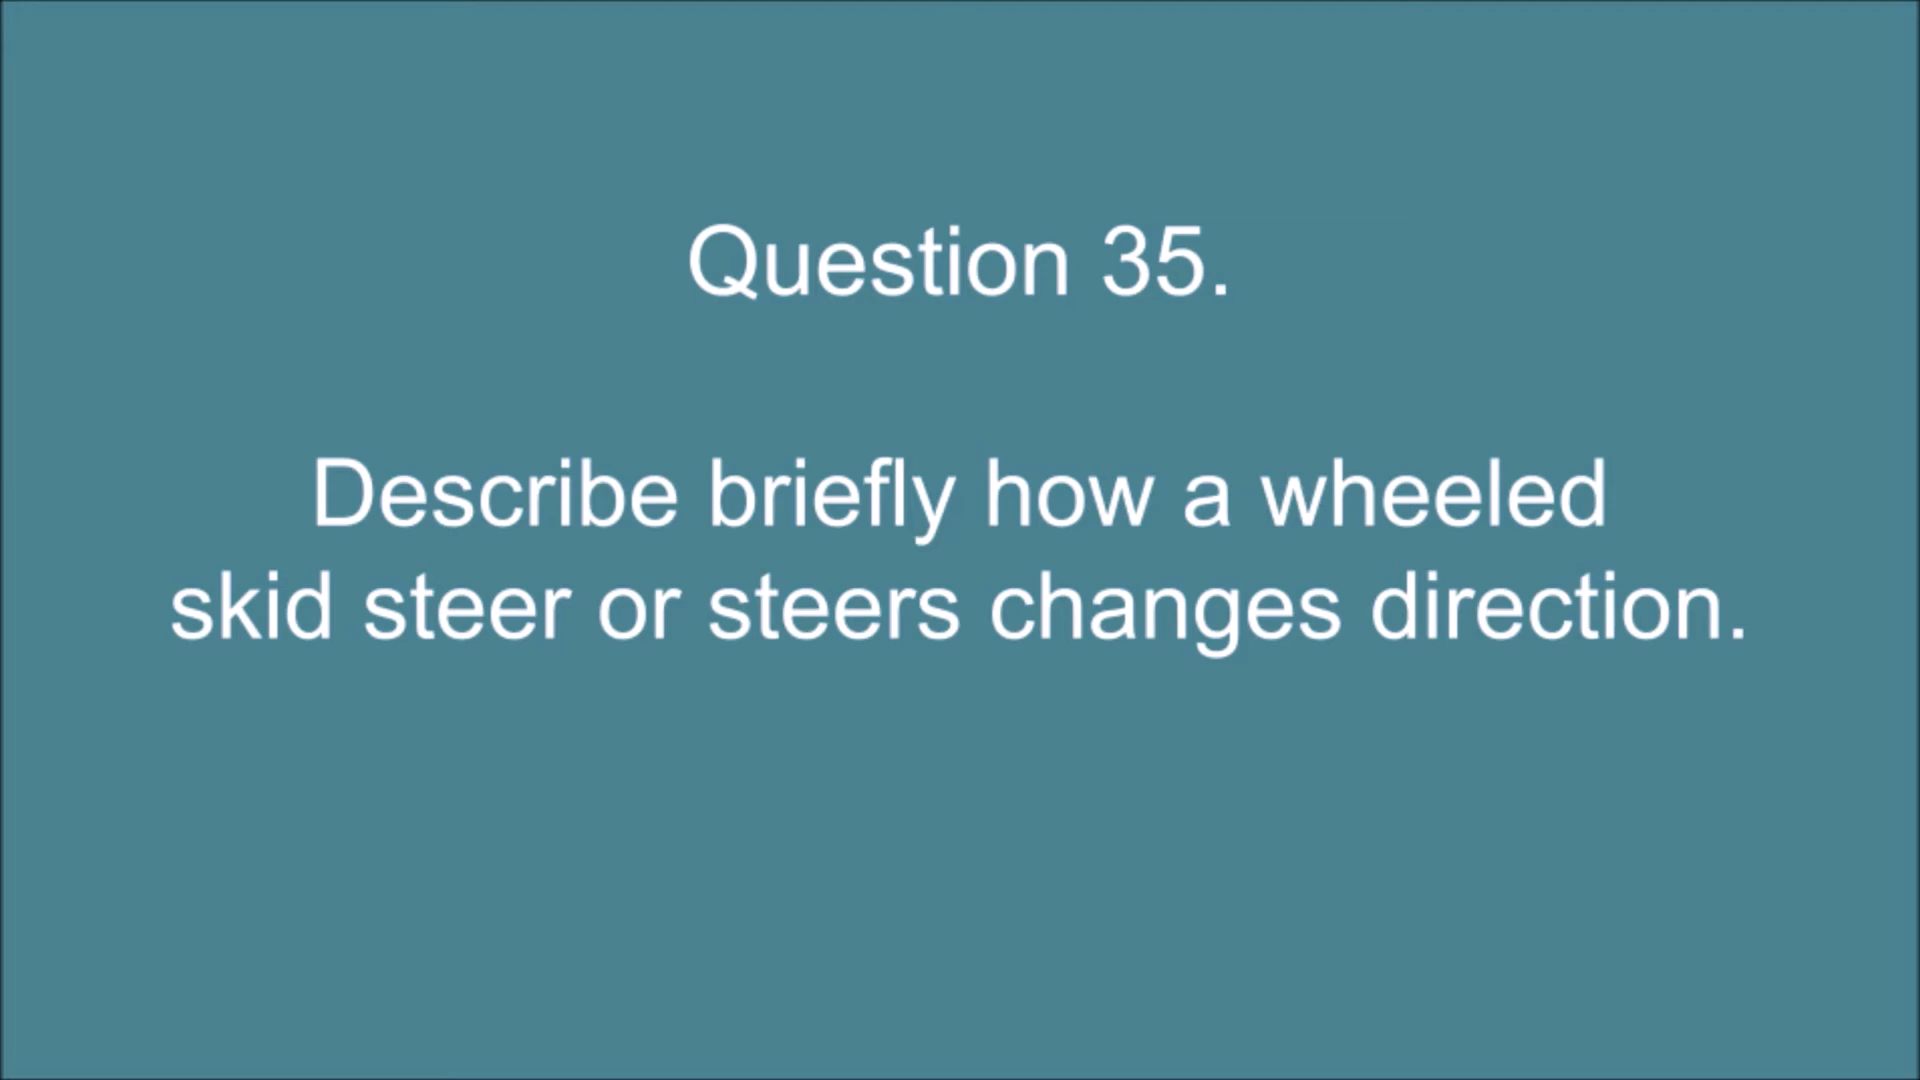 Question 35.
Describe briefly how a wheeled
skid steer or steers changes direction.